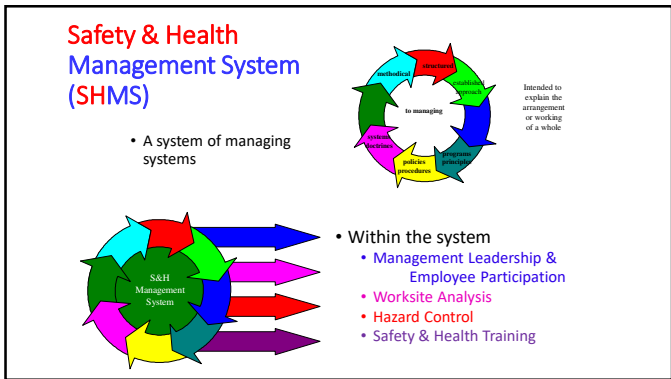 Safety & Health
Management System
(SHMS)
• A system of managing
systems
methodical
structured
established
approach
to managing
systems
doctrines
programs
principles
policies
procedures
Intended to
explain the
arrangement
or working
of a whole
S&H
Management
System
• Within the system
• Management Leadership &
Employee Participation
• Worksite Analysis
• Hazard Control
• Safety & Health Training